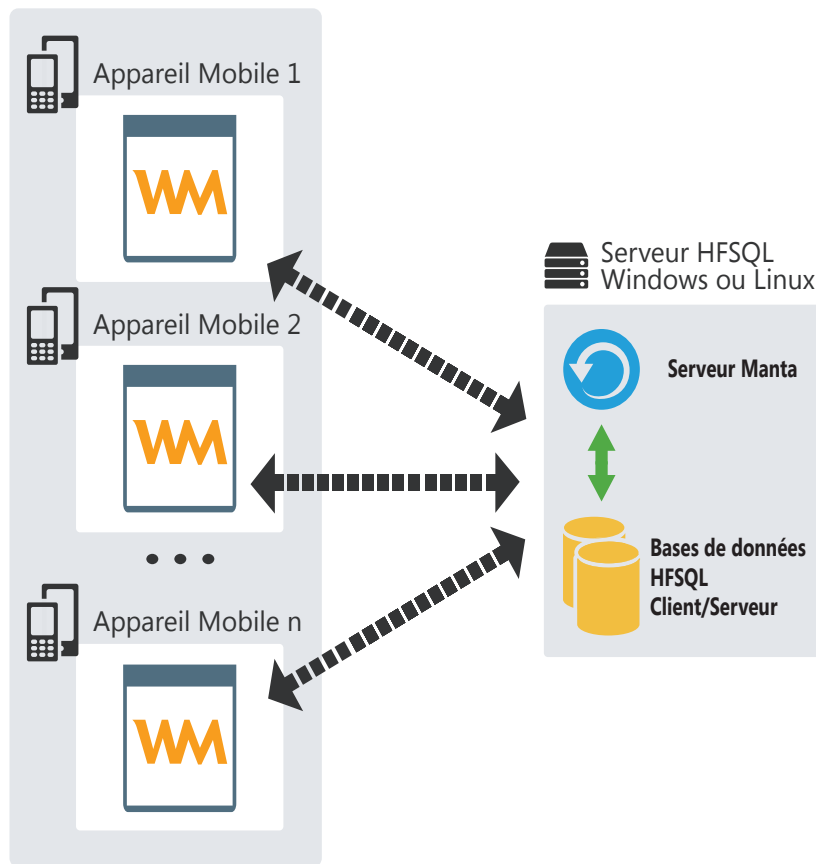 Appareil Mobile 1
WM
Appareil Mobile 2
WM
Appareil Mobile n
WM
Serveur HFSQL
Windows ou Linux
Serveur Manta
Bases de données
HFSQL
Client/Serveur